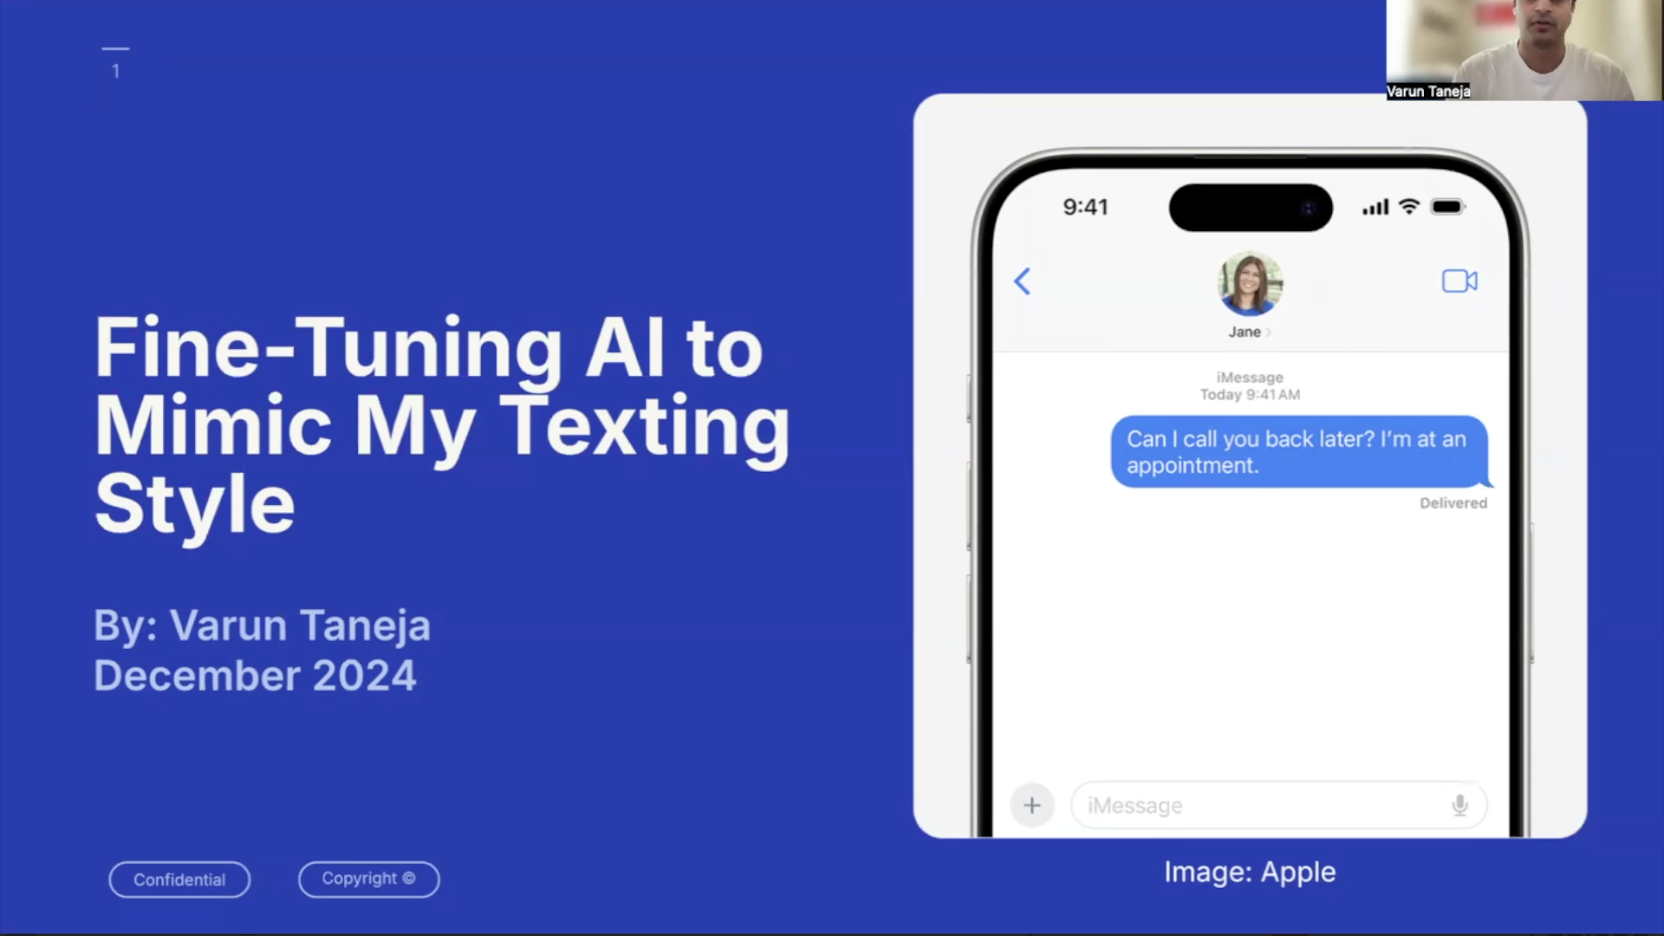 1
Varun Taneja
Fine-Tuning AI to
Mimic My Texting
Style
By: Varun Taneja
December 2024
Confidential
Copyright ©
9:41
Jane
iMessage
Today 9:41 AM
Can I call you back later? I’m at an
appointment.
Delivered
iMessage
Image: Apple